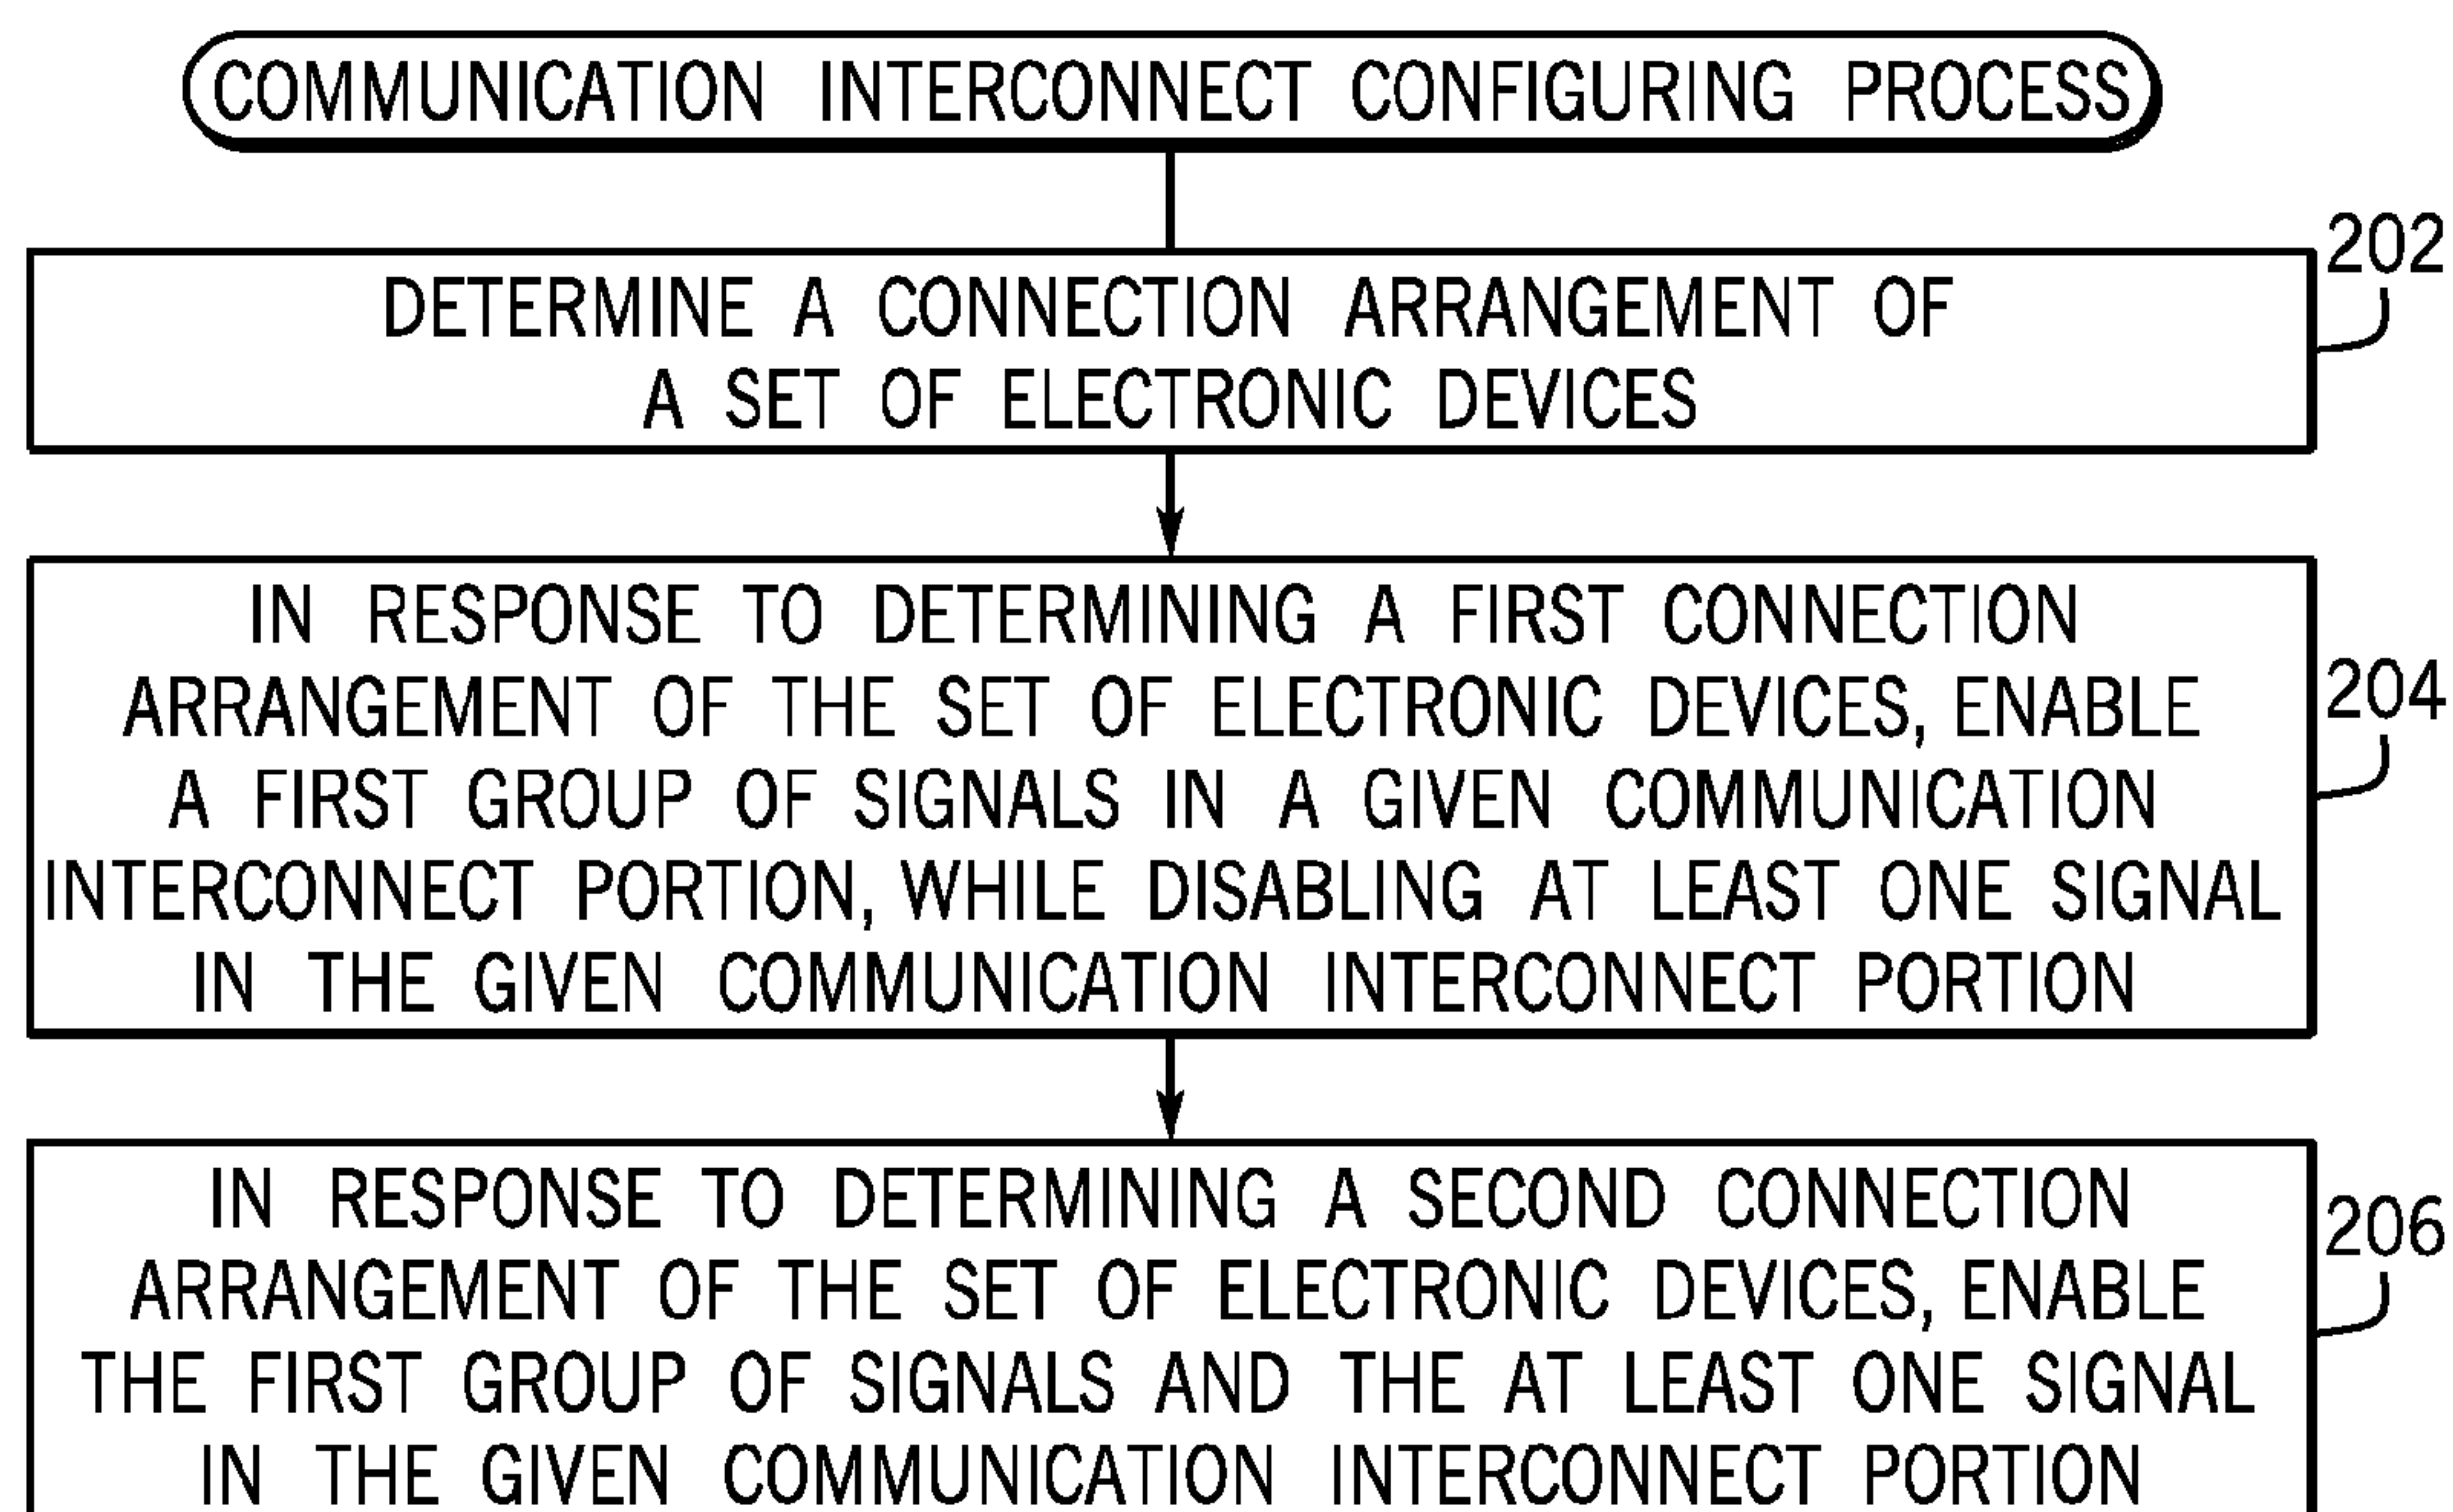 COMMUNICATION INTERCONNECT CONFIGURING PROCESS
202
DETERMINE A CONNECTION ARRANGEMENT OF
A SET OF ELECTRONIC DEVICES
204
IN RESPONSE TO DETERMINING A FIRST CONNECTION
ARRANGEMENT OF THE SET OF ELECTRONIC DEVICES, ENABLE
A FIRST GROUP OF SIGNALS IN A GIVEN COMMUNICATION
INTERCONNECT PORTION, WHILE DISABLING AT LEAST ONE SIGNAL
IN THE GIVEN COMMUNICATION INTERCONNECT PORTION
206
IN RESPONSE TO DETERMINING A SECOND CONNECTION
ARRANGEMENT OF THE SET OF ELECTRONIC DEVICES, ENABLE
THE FIRST GROUP OF SIGNALS AND THE AT LEAST ONE SIGNAL
IN THE GIVEN COMMUNICATION INTERCONNECT PORTION